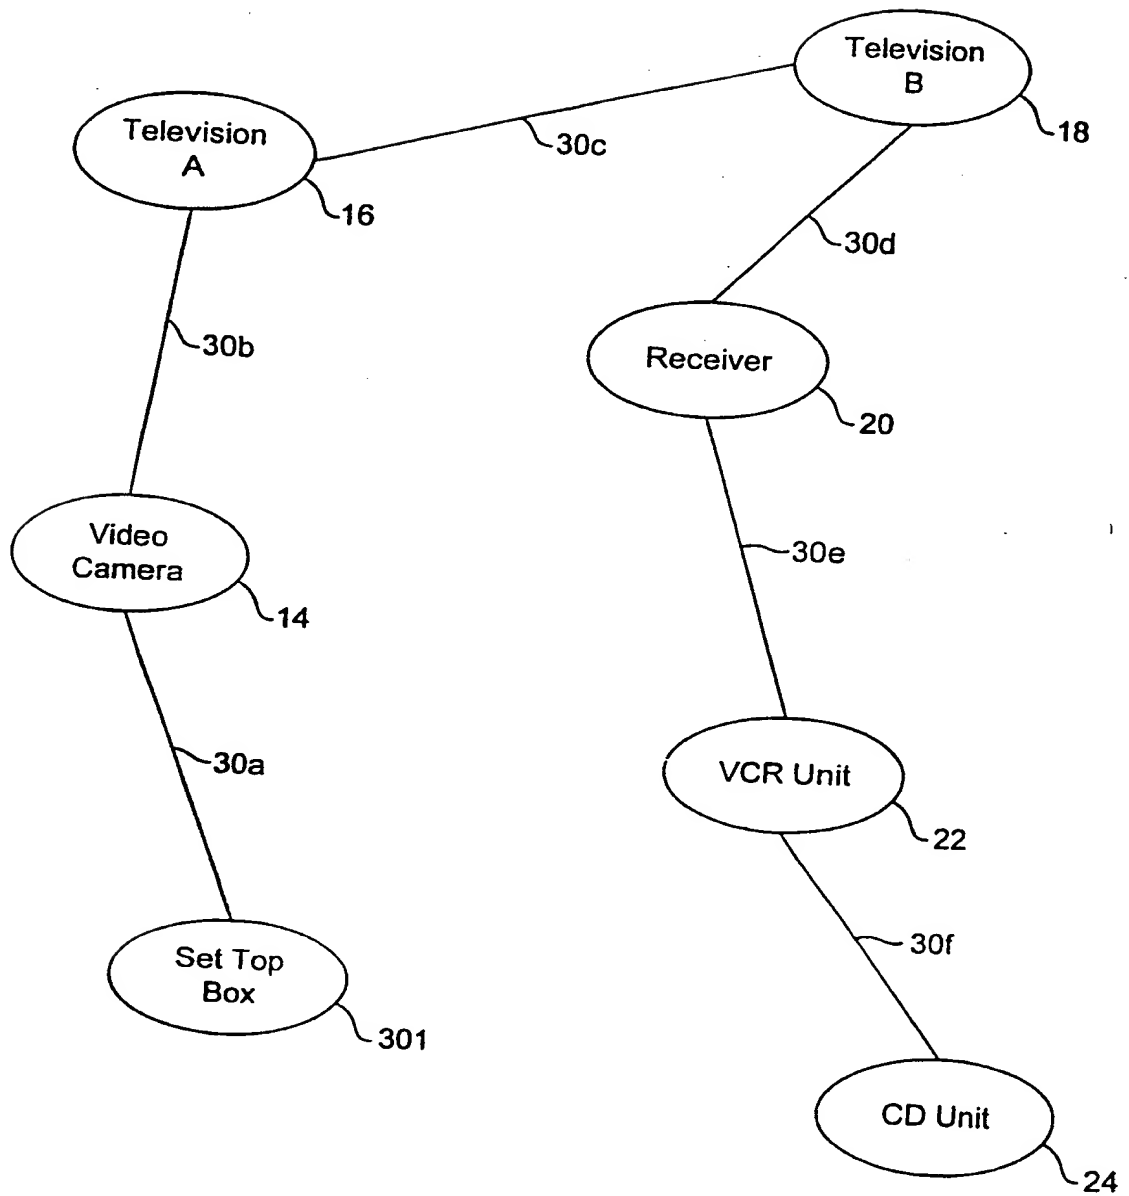 Television
B
18
Television
A
16
30c
30d
30b
Receiver
20
Video
Camera
14
30e
30a
VCR Unit
22
Set Top
Box
301
30f
CD Unit
24